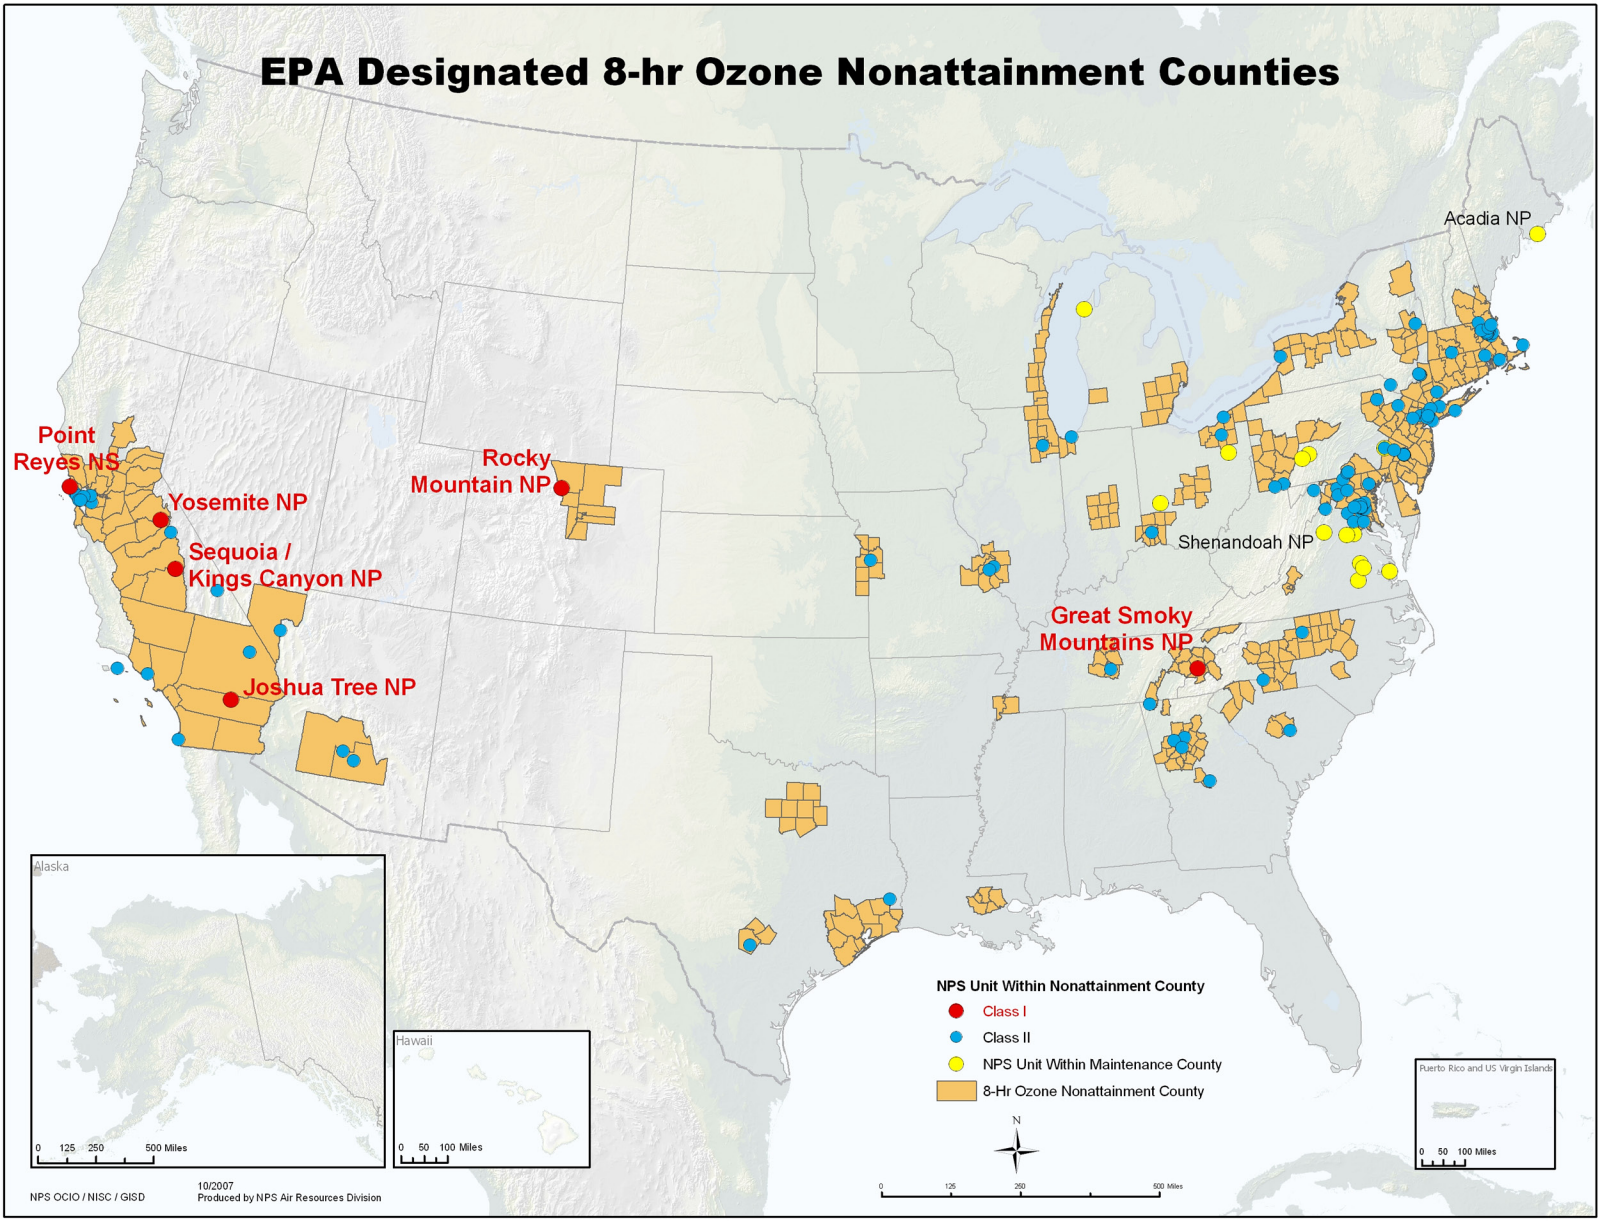 EPA Designated 8-hr Ozone Nonattainment Counties
Acadia NP
Point
Reyes NS
Rocky
Mountain NP
Yosemite NP
Sequoia /
Kings Canyon NP
Shenandoah NP
Great Smoky
Mountains NP
Joshua Tree NP
Alaska
0 125 250 500 Miles
Hawaii
0 50 100 Miles
NPS Unit Within Nonattainment County
Class I
Class II
NPS Unit Within Maintenance County
8-Hr Ozone Nonattainment County
N
0 125 250 500 Miles
Puerto Rico and US Virgin Islands
0 50 100 Miles
10/2007
NPS OCIO / NISC / GISD
Produced by NPS Air Resources Division